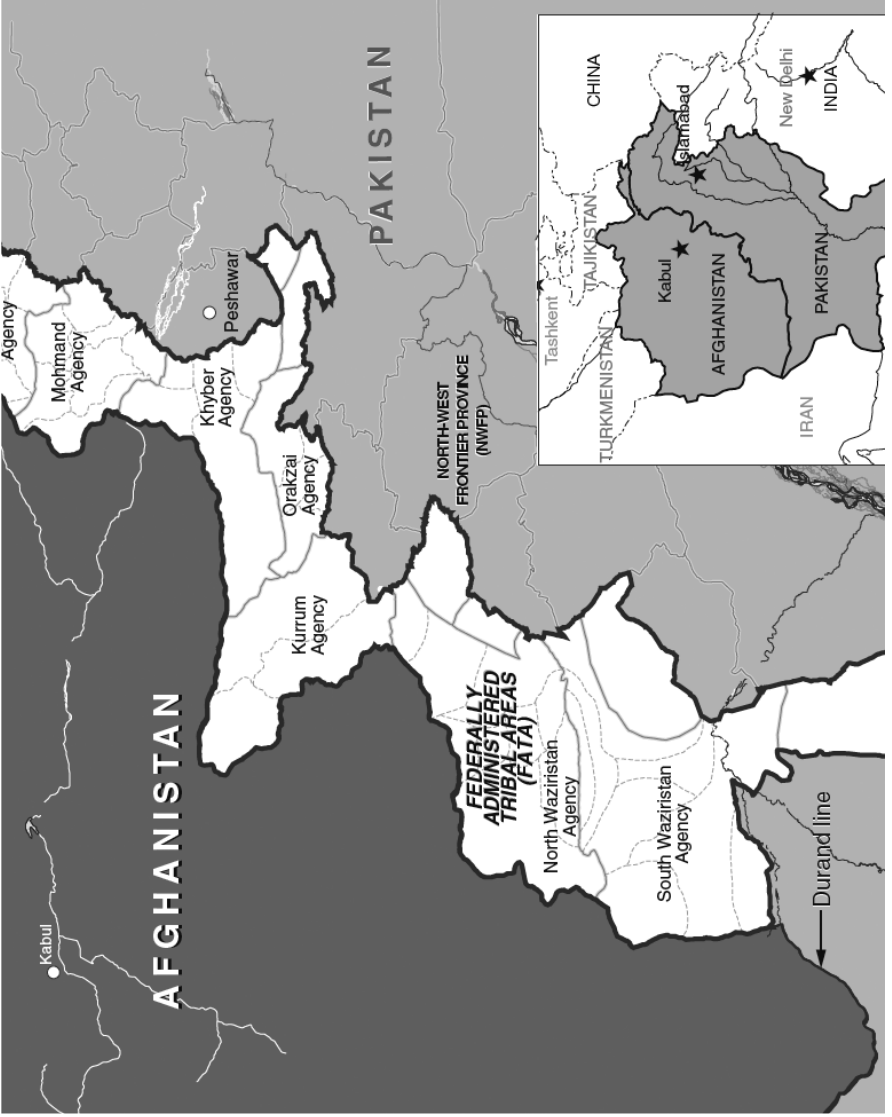 AFGHANISTAN
Kabul
PAKISTAN
Agency
Mohmand
Agency
Peshawar
Khyber
Agency
Orakzai
Agency
Kurrum
Agency
NORTH-WEST
FRONTIER PROVINCE
(NWFP)
FEDERALLY
ADMINISTERED
TRIBAL AREAS
(FATA)
North Waziristan
Agency
South Waziristan
Agency
Durand line
Tashkent
TURKMENISTAN
TAJIKISTAN
CHINA
Kabul
Islamabad
AFGHANISTAN
PAKISTAN
IRAN
New Delhi
INDIA